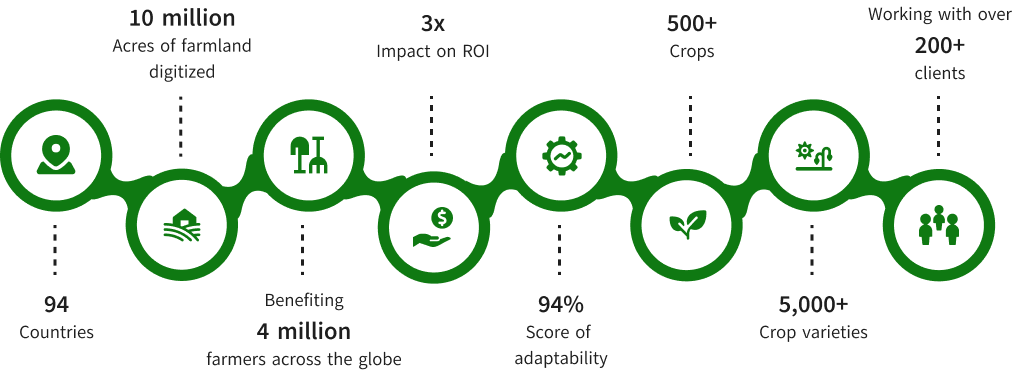 10 million
Acres of farmland
digitized
3x
Impact on ROI
500+
Crops
Working with over
200+
clients
94
Countries
Benefiting
4 million
farmers across the globe
94%
Score of
adaptability
5,000+
Crop varieties